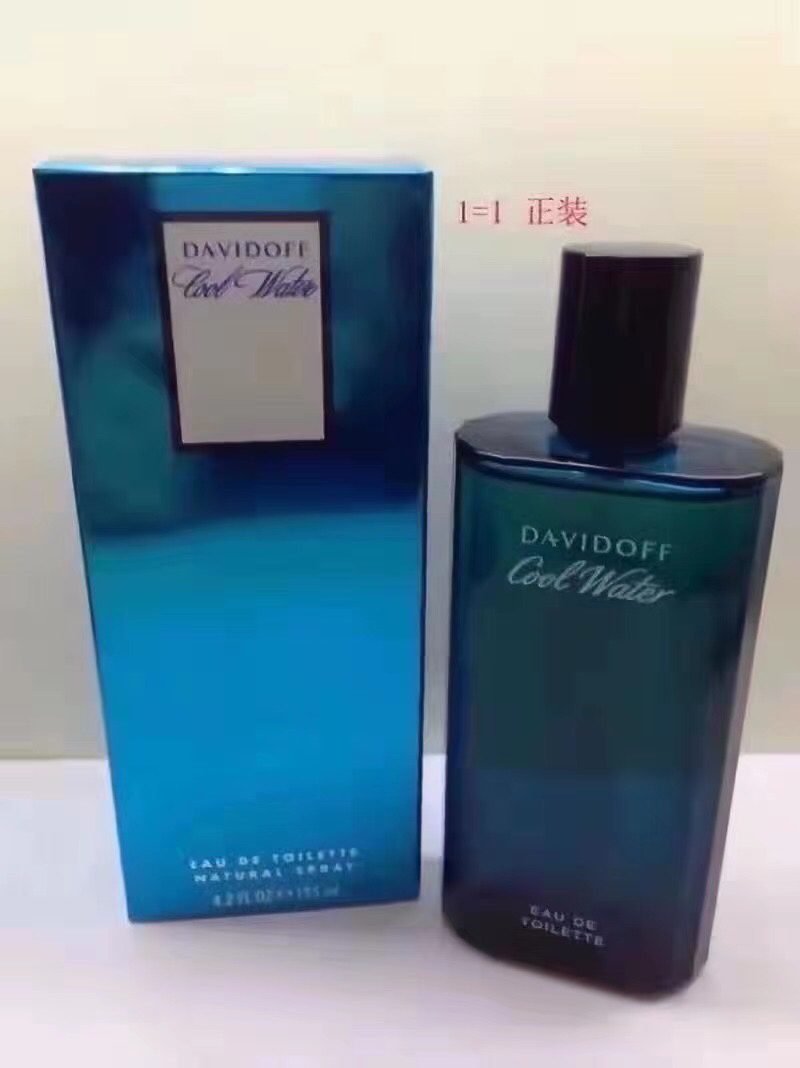 DAVIDOFF
Cool Water
EAU DE TOILETTE
NATURAL SPRAY
1=1 正装
DAVIDOFF
Cool Water
EAU DE
TOILETTE